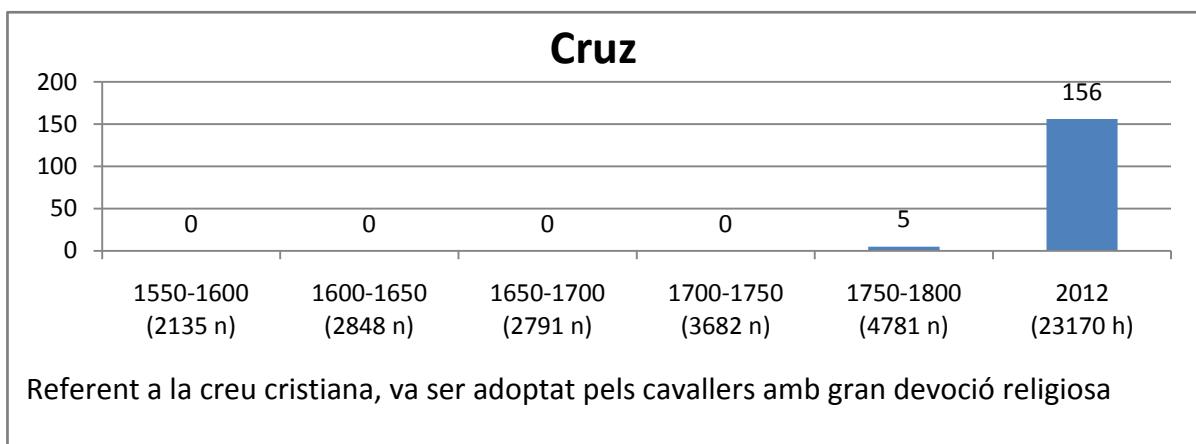 Cruz
200
150
100
50
0
0
0
0
0
5
156
1550-1600
(2135 n)
1600-1650
(2848 n)
1650-1700
(2791 n)
1700-1750
(3682 n)
1750-1800
(4781 n)
2012
(23170 h)
Referent a la creu cristiana, va ser adoptat pels cavallers amb gran devoció religiosa